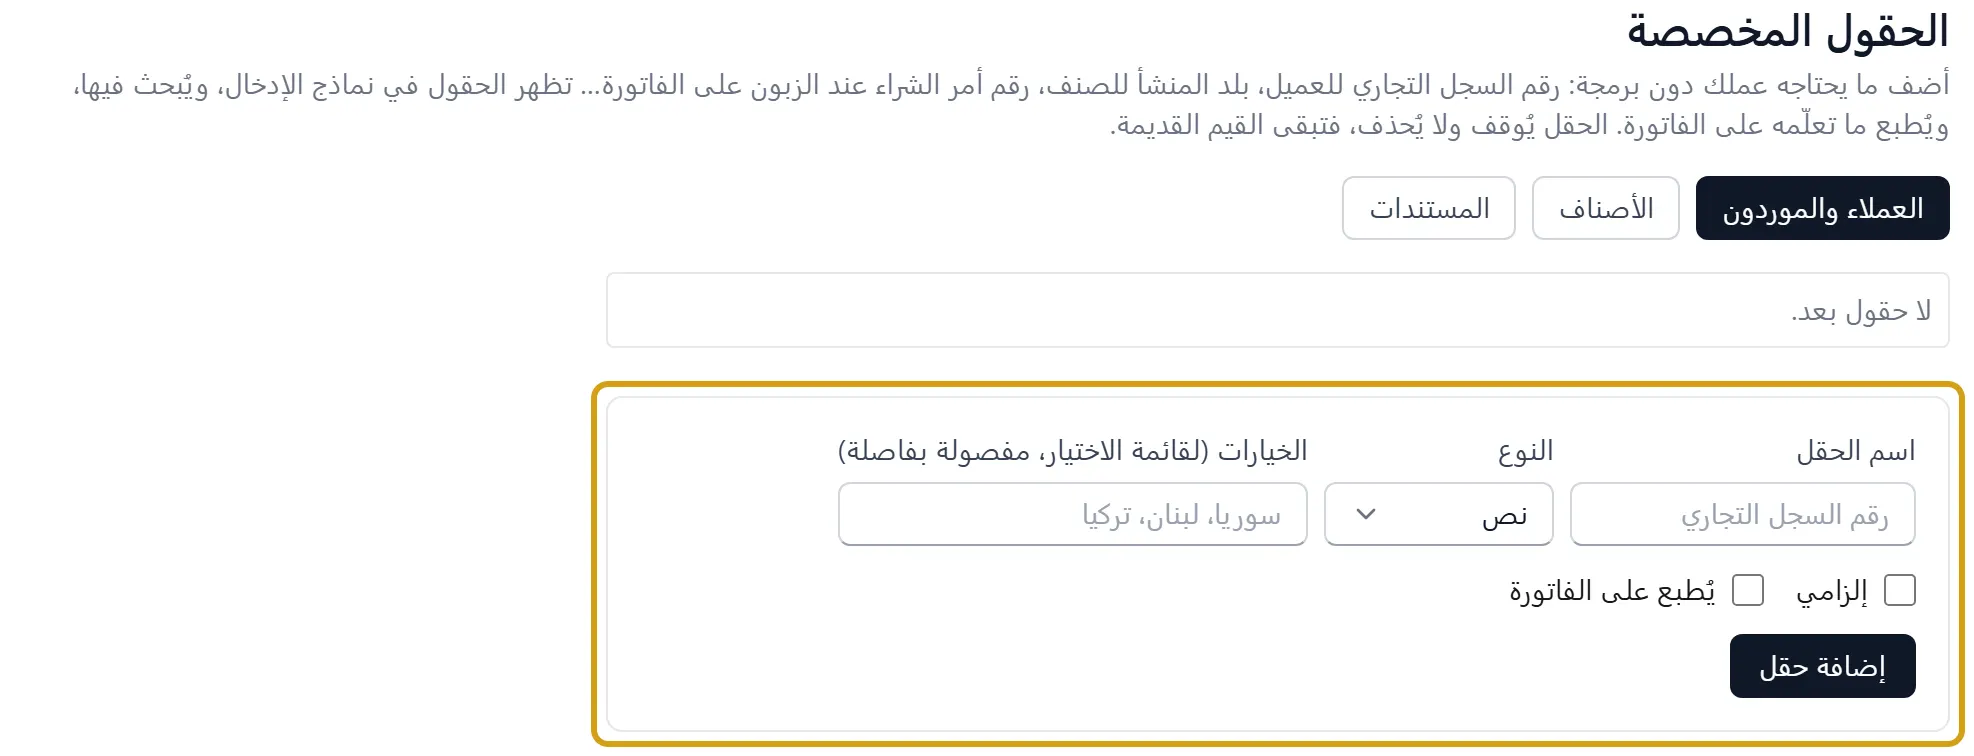 الحقول المخصصة
أضف ما يحتاجه عملك دون برمجة: رقم السجل التجاري للعميل، بلد المنشأ للصنف، رقم أمر الشراء عند الزبون على الفاتورة... تظهر الحقول في نماذج الإدخال، ويُبحث فيها،
ويُطبع ما تعلّمه على الفاتورة. الحقل يُوقف ولا يُحذف، فتبقى القيم القديمة.
العملاء والموردون
الأصناف
المستندات
لا حقول بعد.
اسم الحقل
النوع
الخيارات (لقائمة الاختيار، مفصولة بفاصلة)
رقم السجل التجاري
نص
سوريا، لبنان، تركيا
إلزامي
يُطبع على الفاتورة
إضافة حقل